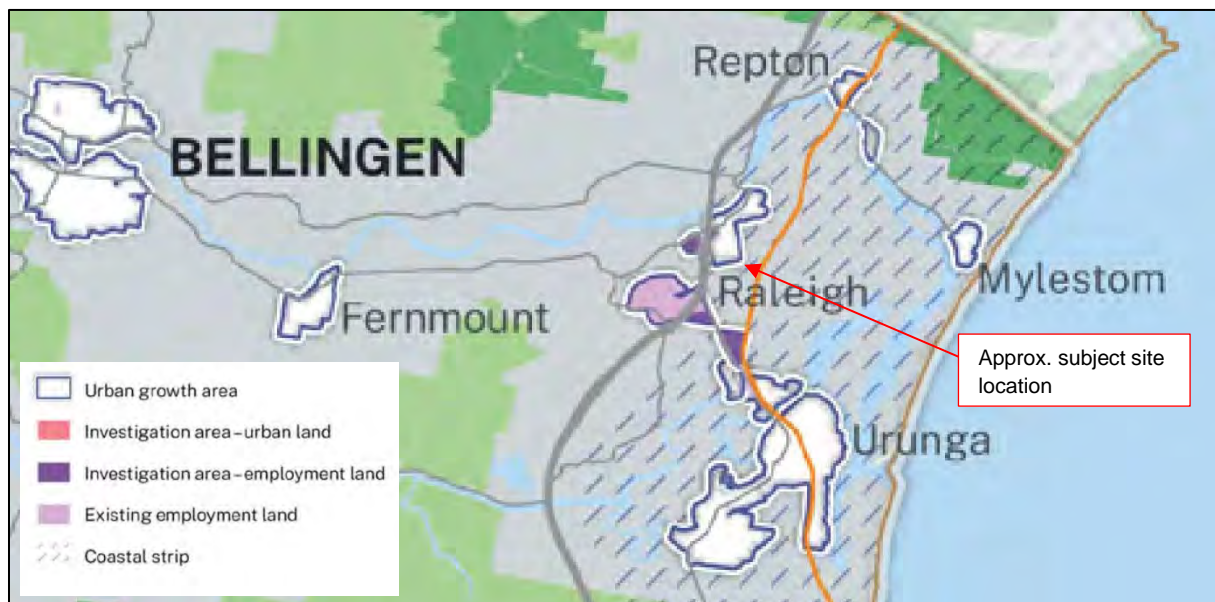 Repton
BELLINGEN
Raleigh
Mylestom
Fernmount
Approx. subject site
location
Urunga
Urban growth area
Investigation area – urban land
Investigation area – employment land
Existing employment land
Coastal strip